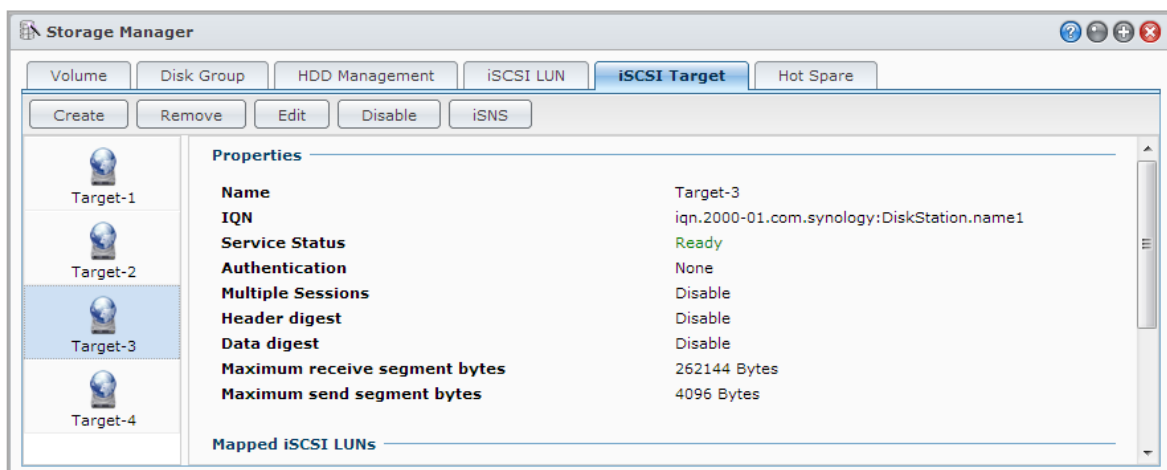 Storage Manager
Volume Disk Group HDD Management iSCSI LUN iSCSI Target Hot Spare
Create Remove Edit Disable iSNS
Target-1
Target-2
Target-3
Target-4
Properties
Name Target-3
IQN iqn.2000-01.com.synology:DiskStation.name1
Service Status Ready
Authentication None
Multiple Sessions Disable
Header digest Disable
Data digest Disable
Maximum receive segment bytes 262144 Bytes
Maximum send segment bytes 4096 Bytes
Mapped iSCSI LUNs